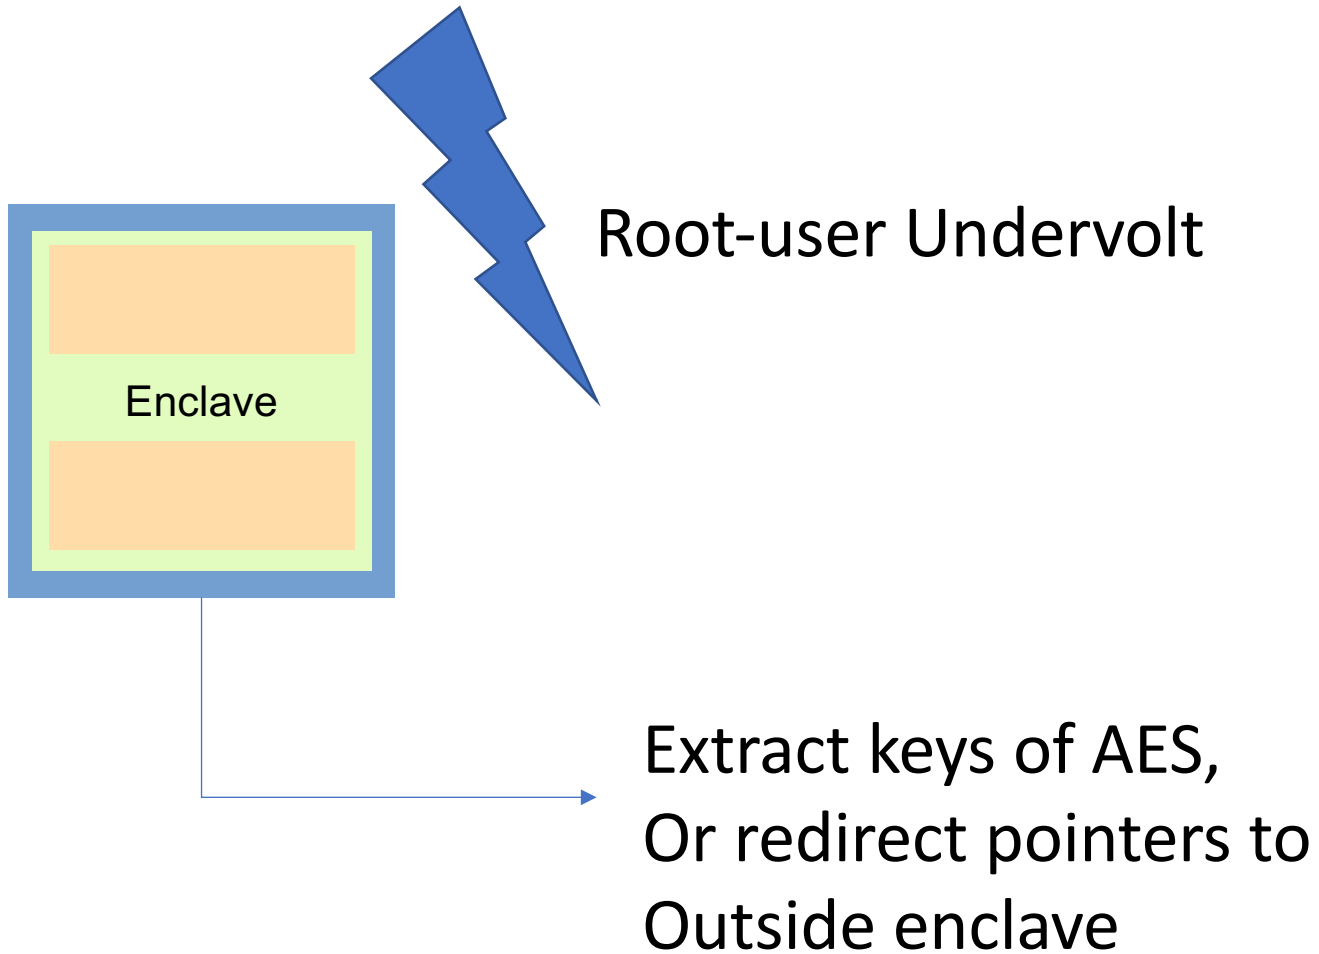 Root-user Undervolt
Enclave
Extract keys of AES,
Or redirect pointers to
Outside enclave